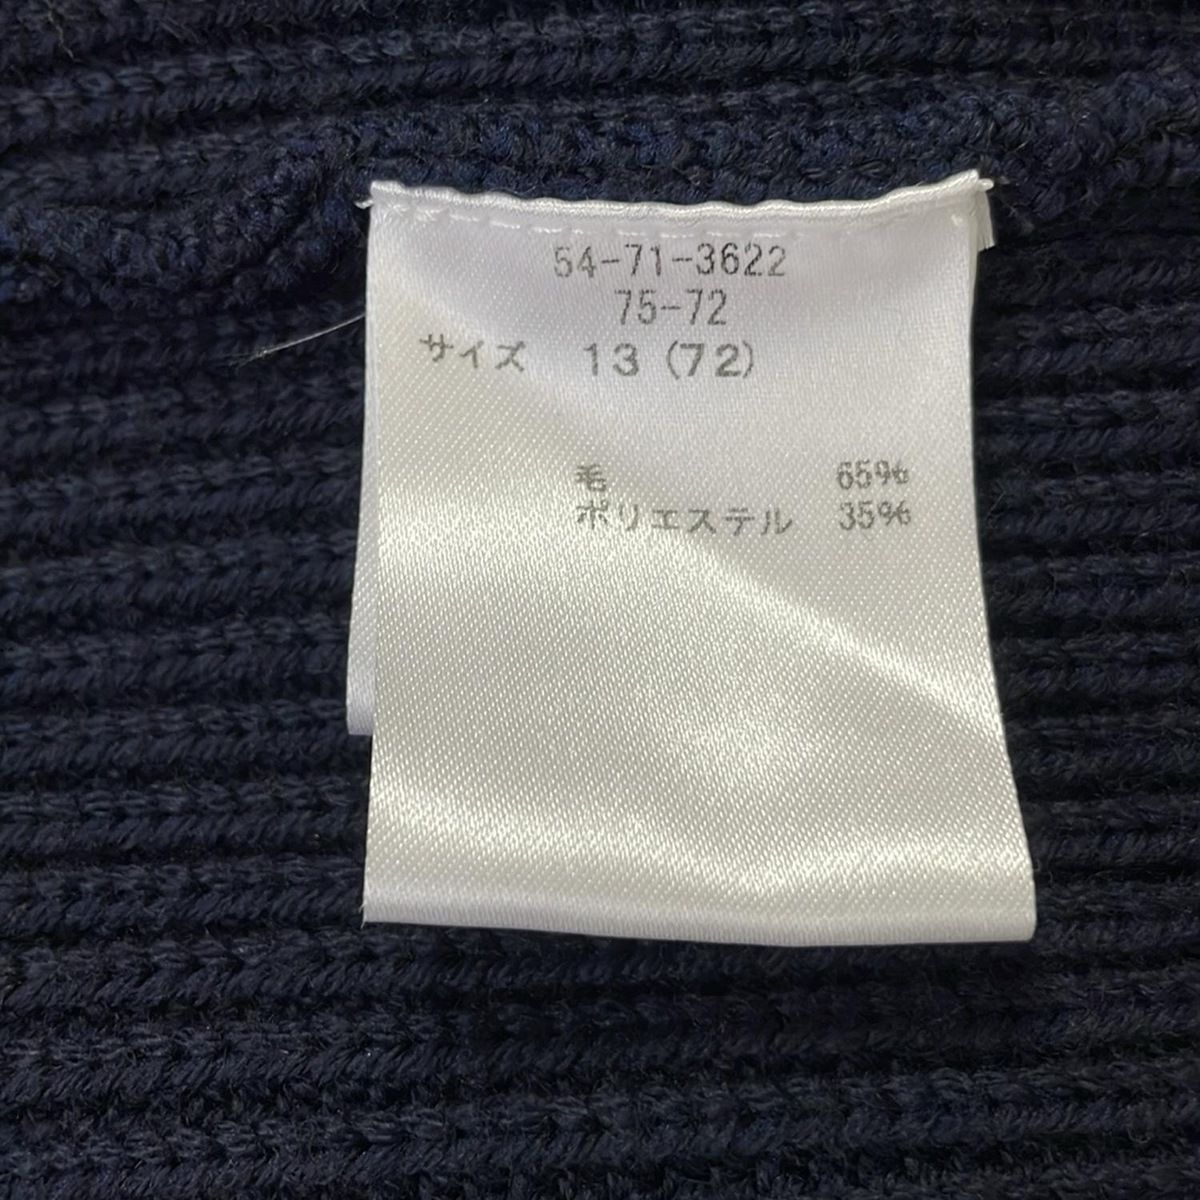 54-71-3622
75-72
サイズ 13 (72)
毛 65%
ポリエステル 35%